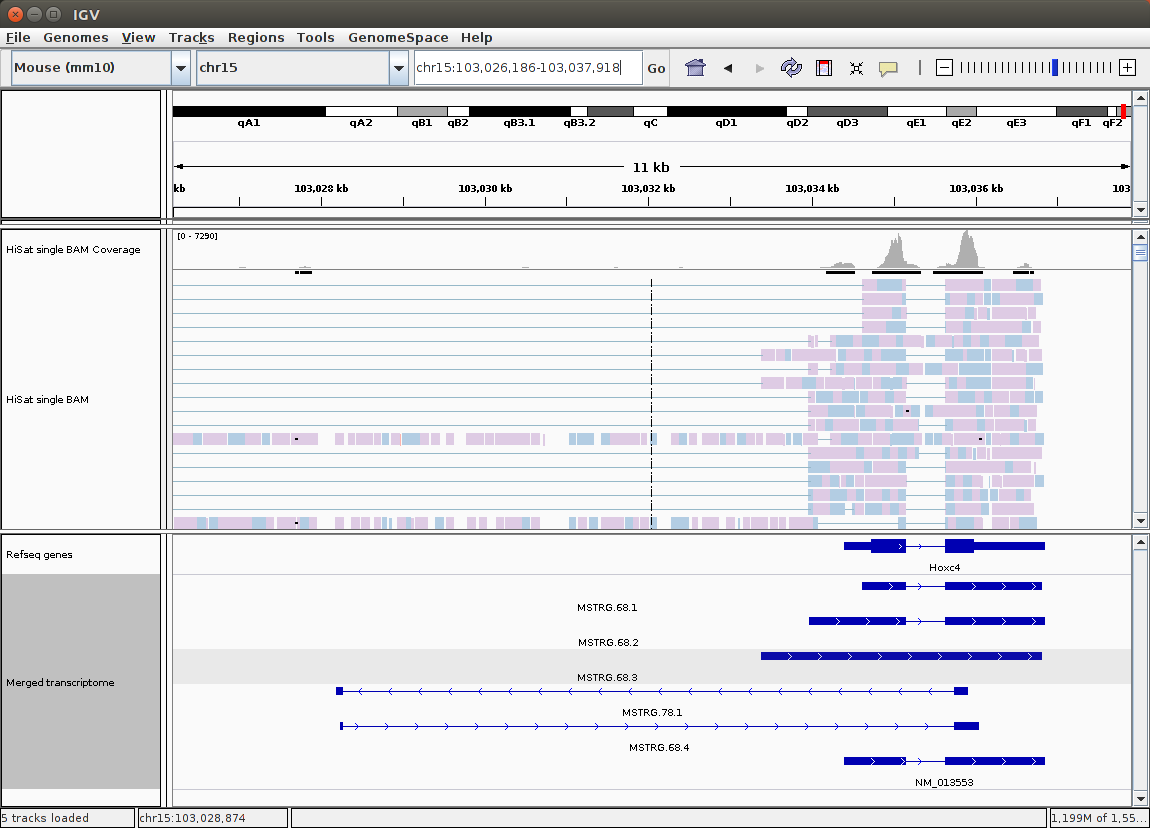 IGV
File Genomes View Tracks Regions Tools GenomeSpace Help
Mouse (mm10) chr15 chr15:103,026,186-103,037,918 Go
qA1 qA2 qB1 qB2 qB3.1 qB3.2 qC qD1 qD2 qD3 qE1 qE2 qE3 qF1 qF2
11 kb
kb 103,028 kb 103,030 kb 103,032 kb 103,034 kb 103,036 kb 103
[0 - 7290]
HiSat single BAM Coverage
HiSat single BAM
Refseq genes
Hoxc4
MSTRG.68.1
MSTRG.68.2
MSTRG.68.3
Merged transcriptome
MSTRG.78.1
MSTRG.68.4
NM_013553
5 tracks loaded chr15:103,028,874 1,199M of 1,55...